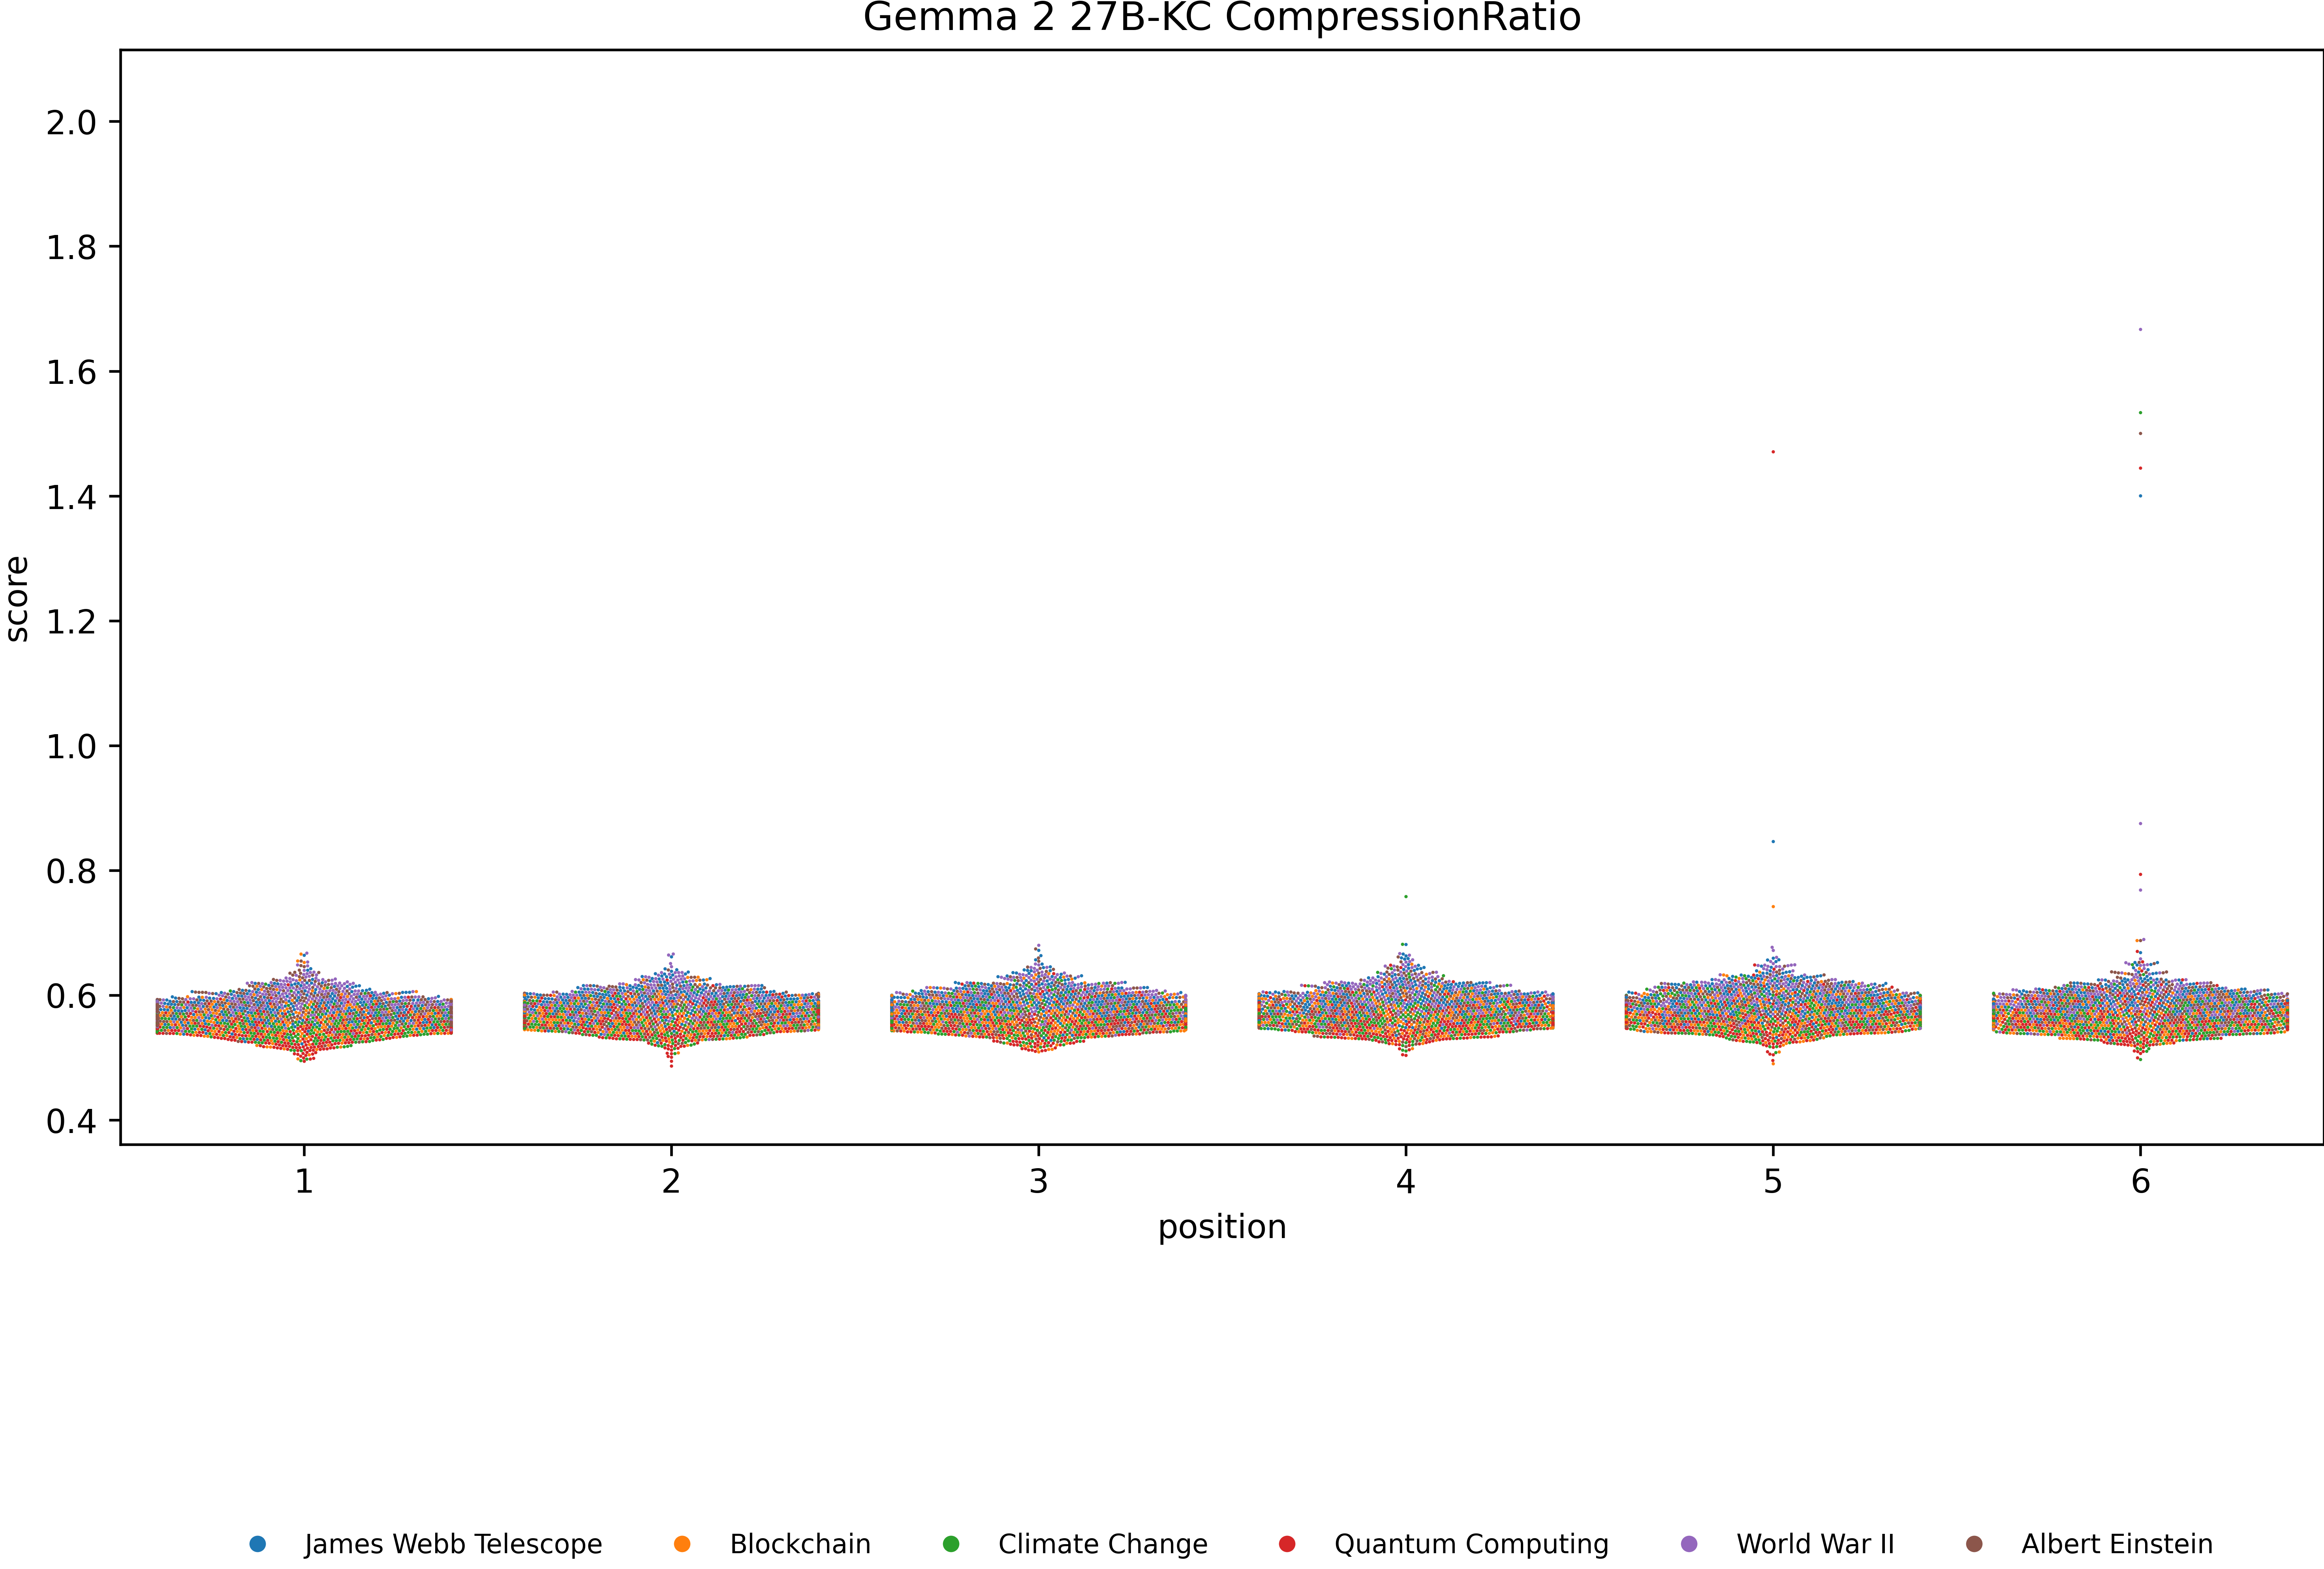 Gemma 2 27B-KC CompressionRatio
2.0
1.8
1.6
1.4
1.2
1.0
0.8
0.6
0.4
score
1 2 3 4 5 6
position
James Webb Telescope Blockchain Climate Change Quantum Computing World War II Albert Einstein